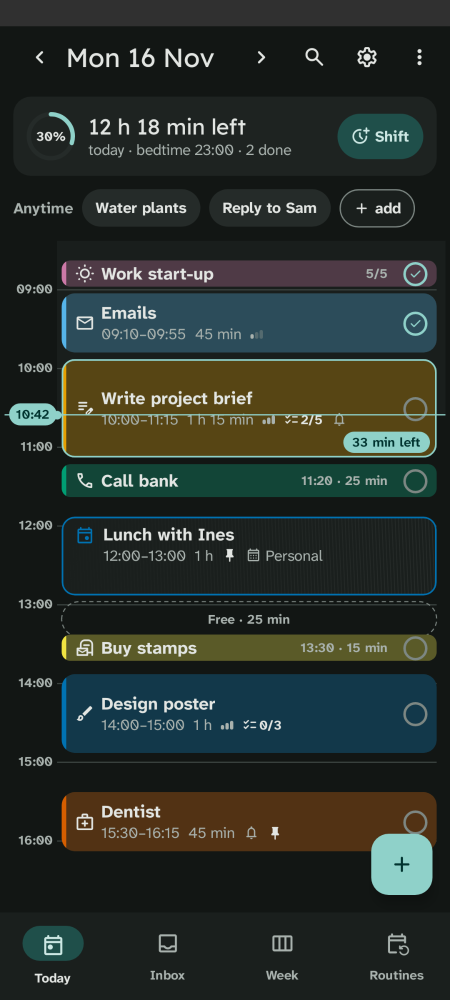 Mon 16 Nov
30%
12 h 18 min left
today · bedtime 23:00 · 2 done
Shift
Anytime
Water plants
Reply to Sam
+ add
Work start-up
5/5
09:00
Emails
09:10–09:55 45 min
10:00
Write project brief
10:42
10:00–11:15 1 h 15 min 2/5
33 min left
11:00
Call bank
11:20 · 25 min
12:00
Lunch with Ines
12:00–13:00 1 h Personal
13:00
Free · 25 min
Buy stamps
13:30 · 15 min
14:00
Design poster
14:00–15:00 1 h 0/3
15:00
Dentist
15:30–16:15 45 min
16:00
+
Today
Inbox
Week
Routines